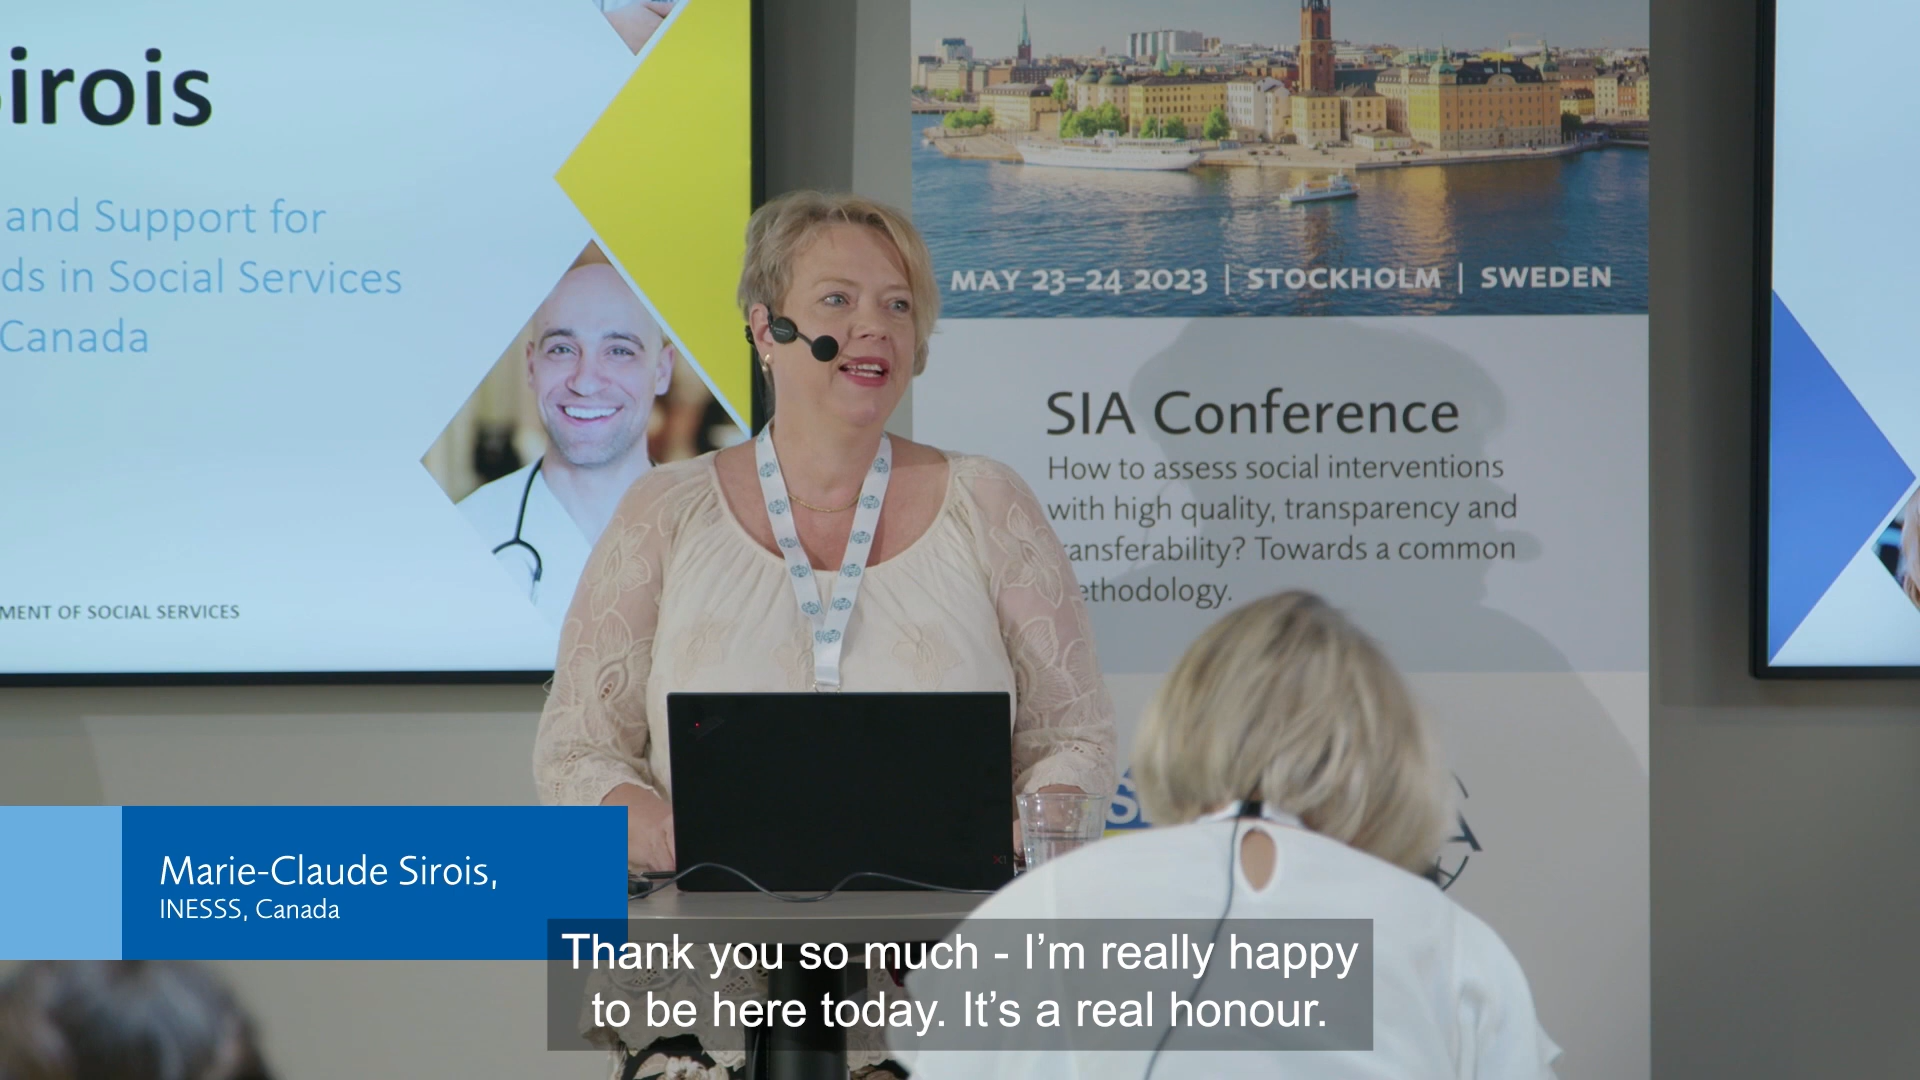 irois
and Support for
ds in Social Services
Canada
MENT OF SOCIAL SERVICES
MAY 23–24 2023 | STOCKHOLM | SWEDEN
SIA Conference
How to assess social interventions
with high quality, transparency and
ransferability? Towards a common
ethodology.
X1
Marie-Claude Sirois,
INESSS, Canada
Thank you so much - I’m really happy
to be here today. It’s a real honour.